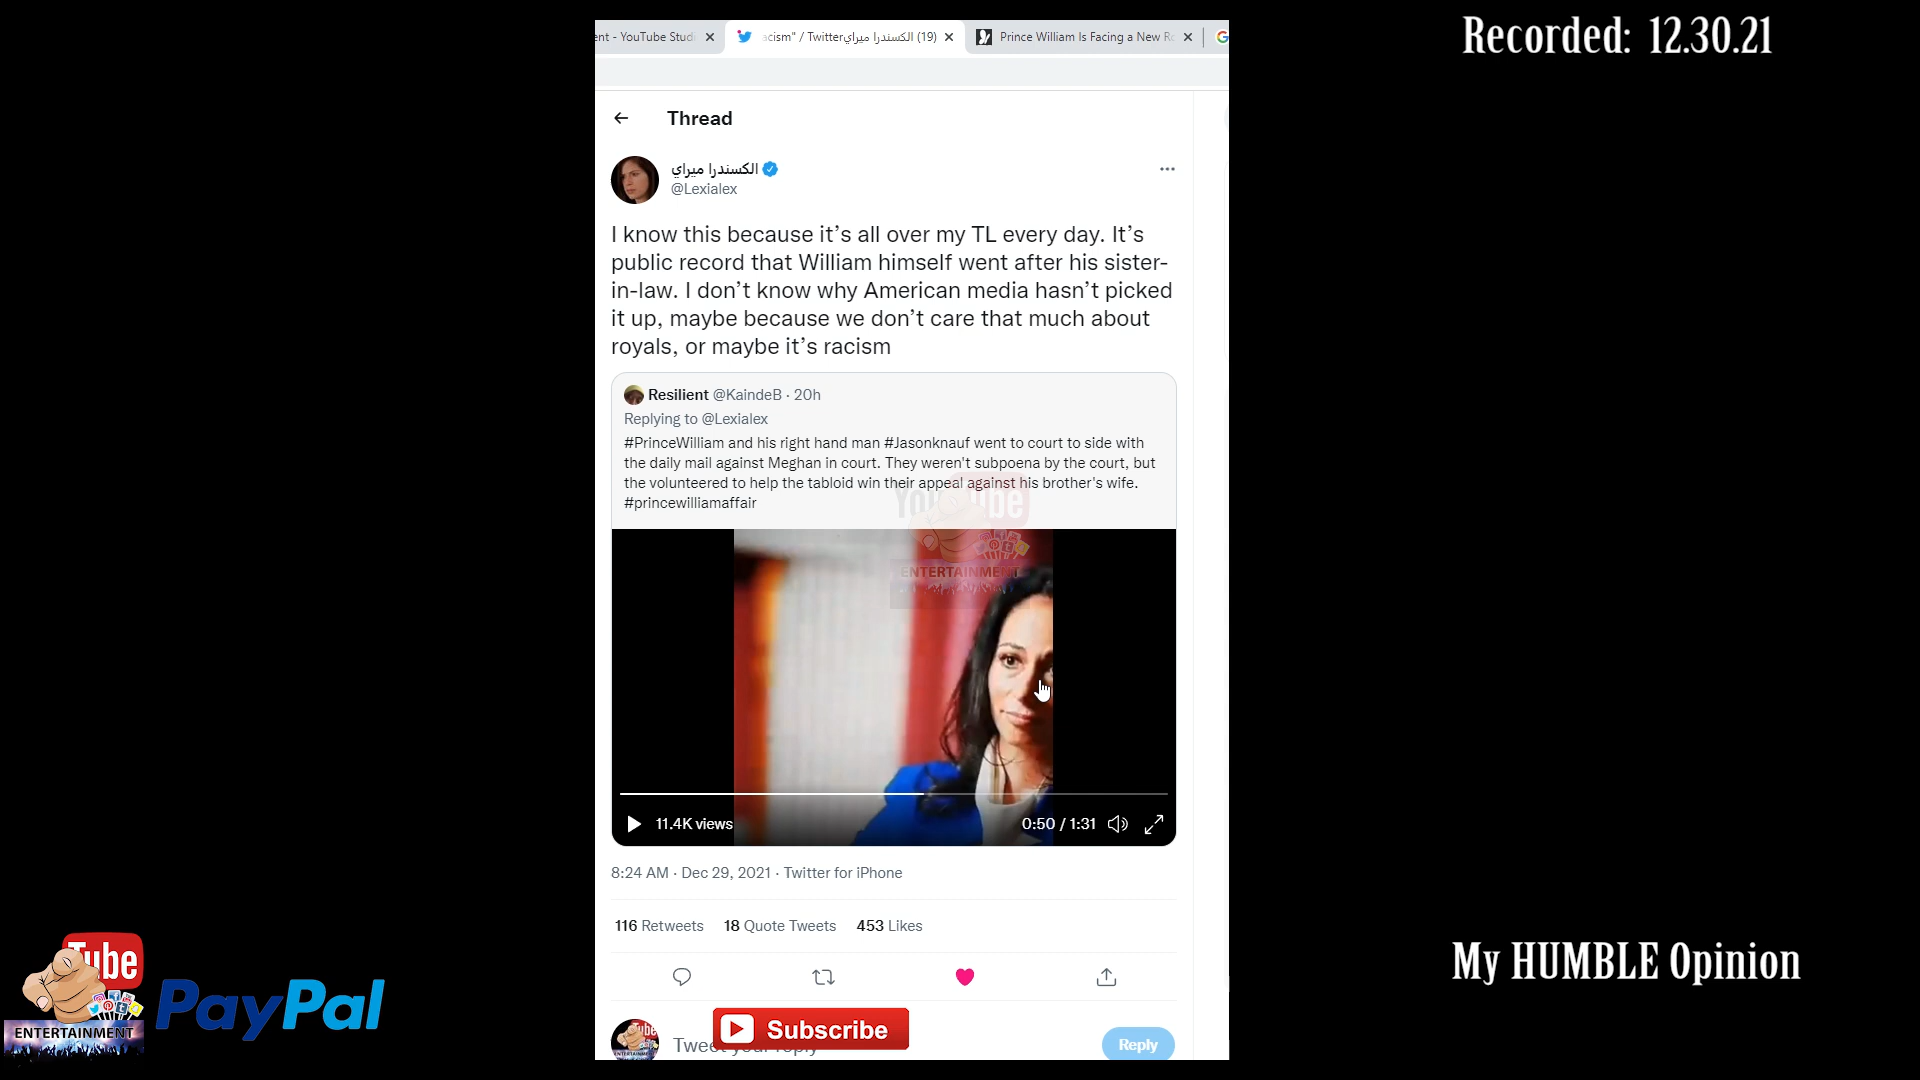 Recorded: 12.30.21
ent - YouTube Stud
acism" / Twitterالكسندرا ميراي (19)
Prince William Is Facing a New Ro
Thread
الكسندرا ميراي
@Lexialex
I know this because it’s all over my TL every day. It’s
public record that William himself went after his sister-
in-law. I don’t know why American media hasn’t picked
it up, maybe because we don’t care that much about
royals, or maybe it’s racism
Resilient @KaindeB · 20h
Replying to @Lexialex
#PrinceWilliam and his right hand man #Jasonknauf went to court to side with
the daily mail against Meghan in court. They weren't subpoena by the court, but
the volunteered to help the tabloid win their appeal against his brother's wife.
#princewilliamaffair
YouTube
ENTERTAINMENT
11.4K views
0:50 / 1:31
8:24 AM · Dec 29, 2021 · Twitter for iPhone
116 Retweets 18 Quote Tweets 453 Likes
My HUMBLE Opinion
Tube
ENTERTAINMENT
PayPal
Subscribe
Tweet your reply
Reply